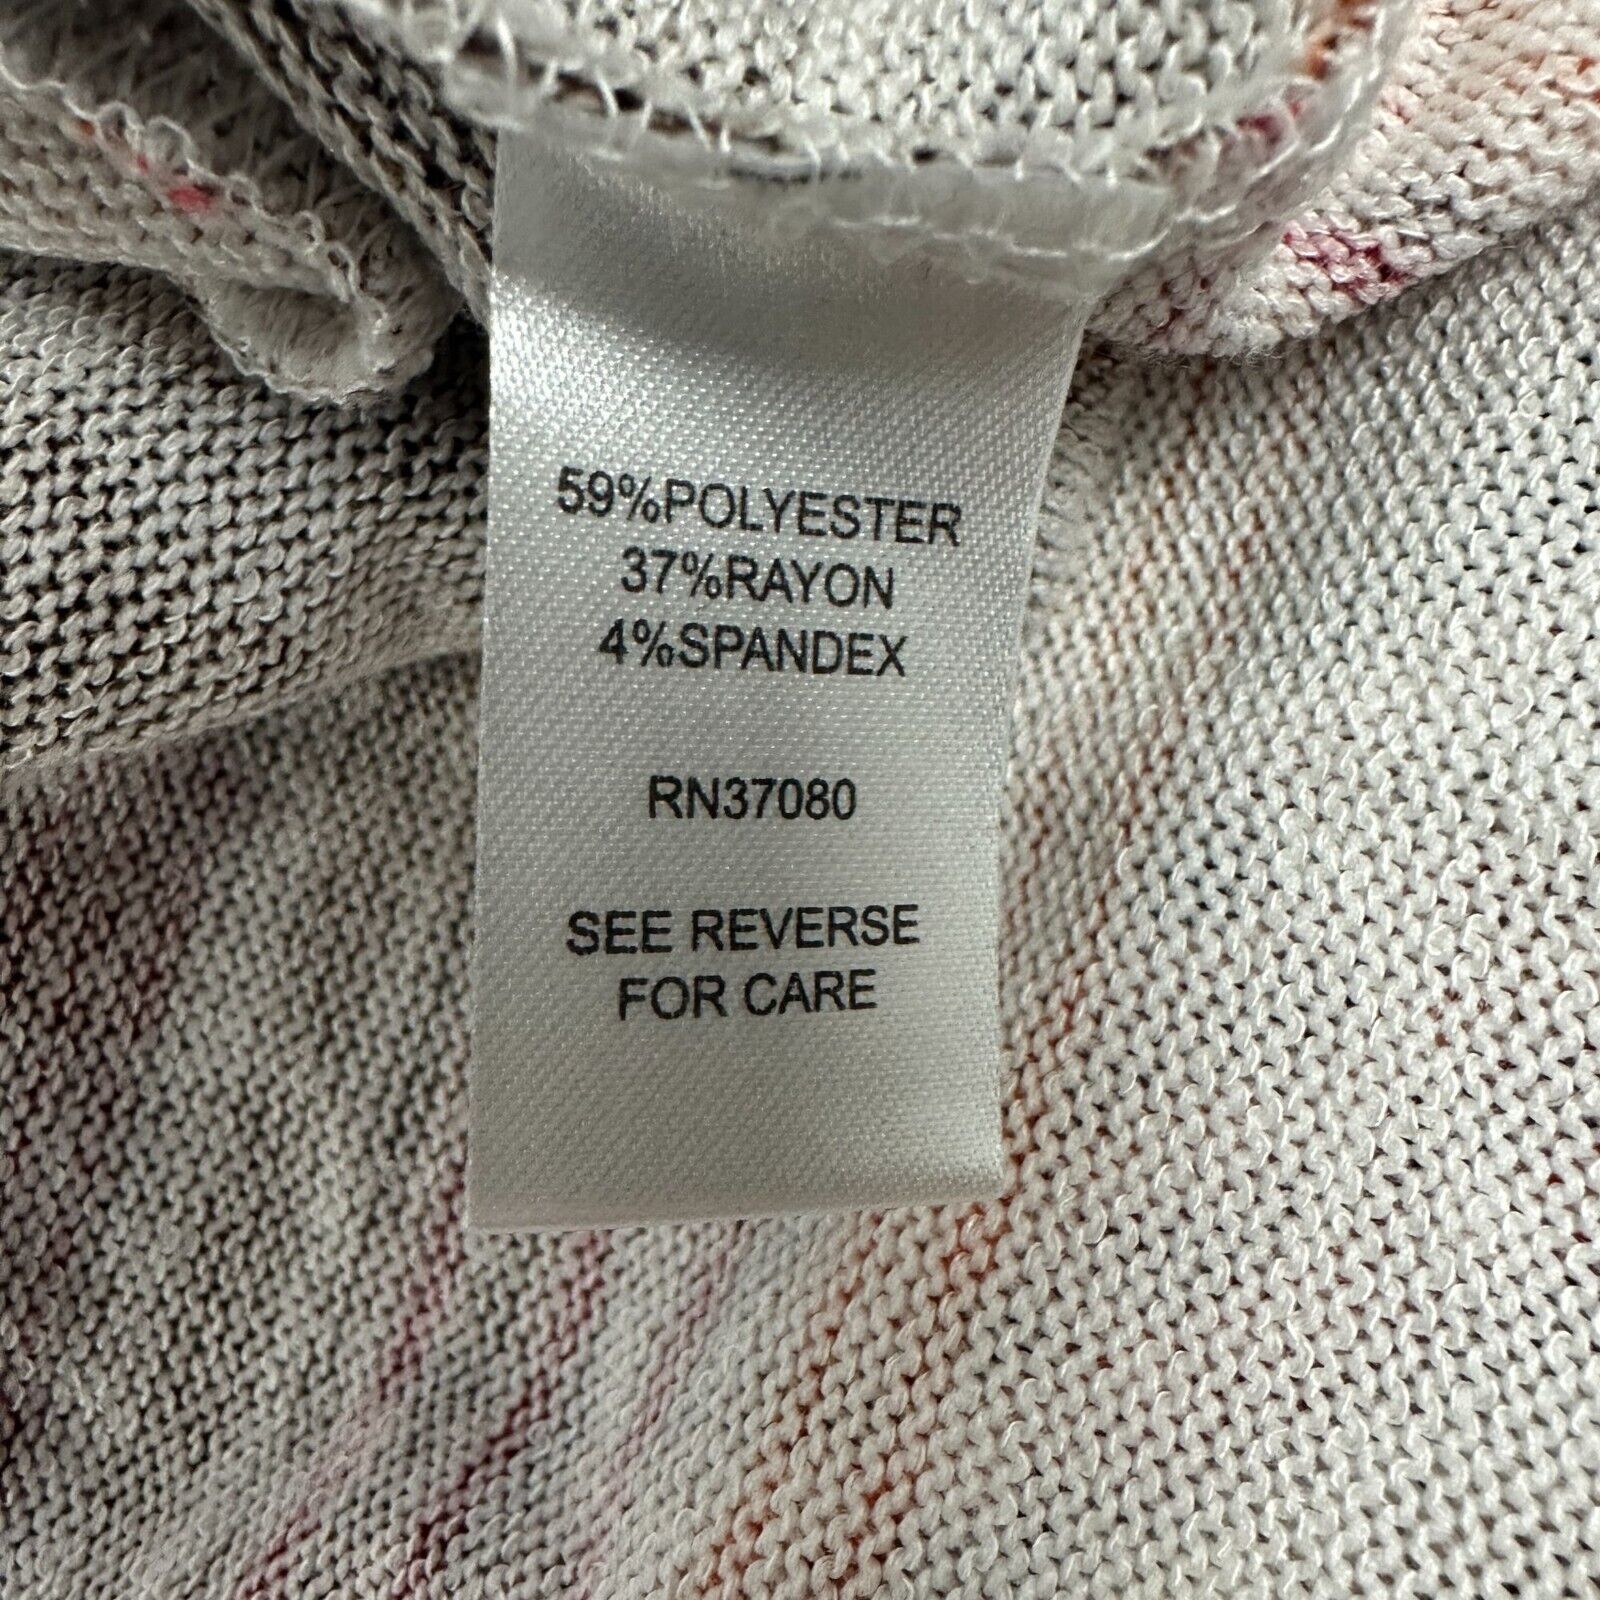 59%POLYESTER
37%RAYON
4%SPANDEX
RN37080
SEE REVERSE
FOR CARE